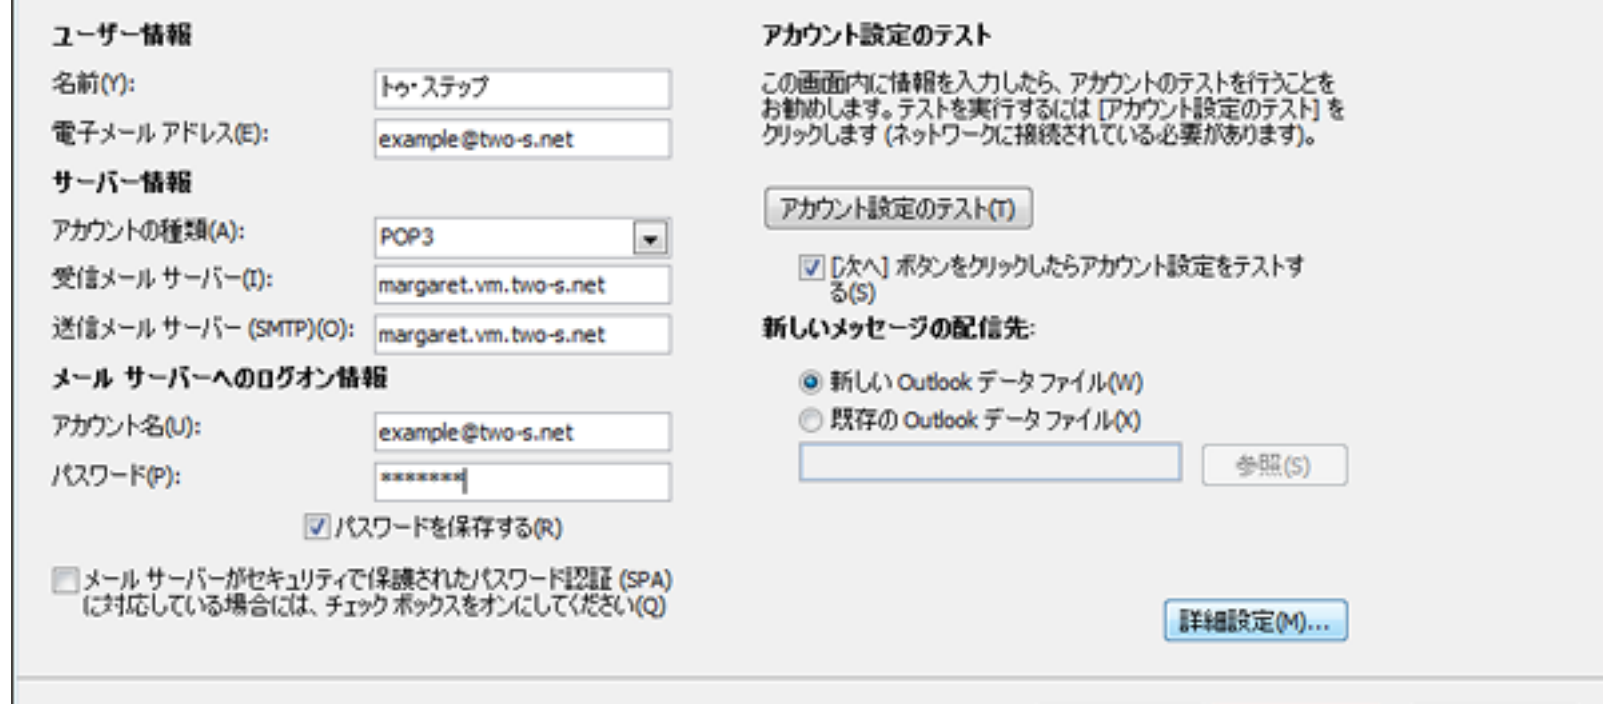 ユーザー情報
名前(Y):
トゥ・ステップ
電子メール アドレス(E):
example@two-s.net
サーバー情報
アカウントの種類(A):
POP3
受信メール サーバー(I):
margaret.vm.two-s.net
送信メール サーバー (SMTP)(O):
margaret.vm.two-s.net
メール サーバーへのログオン情報
アカウント名(U):
example@two-s.net
パスワード(P):
*******
パスワードを保存する(R)
メール サーバーがセキュリティで保護されたパスワード認証 (SPA)
に対応している場合には、チェック ボックスをオンにしてください(Q)
アカウント設定のテスト
この画面内に情報を入力したら、アカウントのテストを行うことを
お勧めします。テストを実行するには [アカウント設定のテスト] を
クリックします (ネットワークに接続されている必要があります)。
アカウント設定のテスト(T)
[次へ] ボタンをクリックしたらアカウント設定をテストす
る(S)
新しいメッセージの配信先:
新しい Outlook データ ファイル(W)
既存の Outlook データ ファイル(X)
参照(S)
詳細設定(M)...